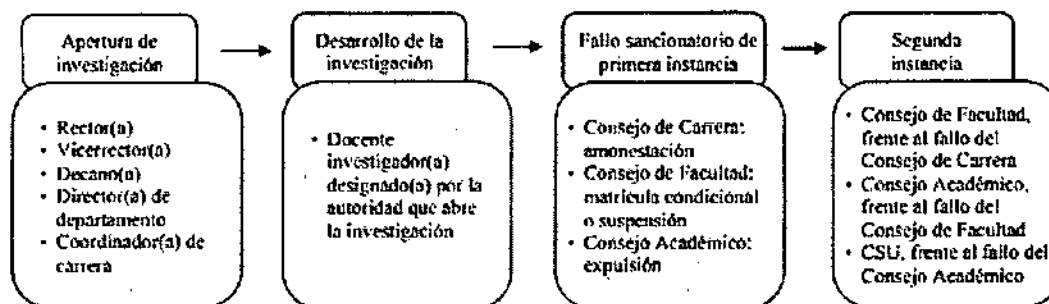 Apertura de
investigación
Desarrollo de la
investigación
Fallo sancionatorio de
primera instancia
Segunda
instancia
• Rector(a)
• Vicerrector(a)
• Decano(a)
• Director(a) de
departamento
• Coordinador(a) de
carrera
• Docente
investigador(a)
designado(a) por la
autoridad que abre
la investigación
• Consejo de Carrera:
amonestación
• Consejo de Facultad:
matrícula condicional
o suspensión
• Consejo Académico:
expulsión
• Consejo de Facultad,
frente al fallo del
Consejo de Carrera
• Consejo Académico,
frente al fallo del
Consejo de Facultad
• CSU, frente al fallo del
Consejo Académico